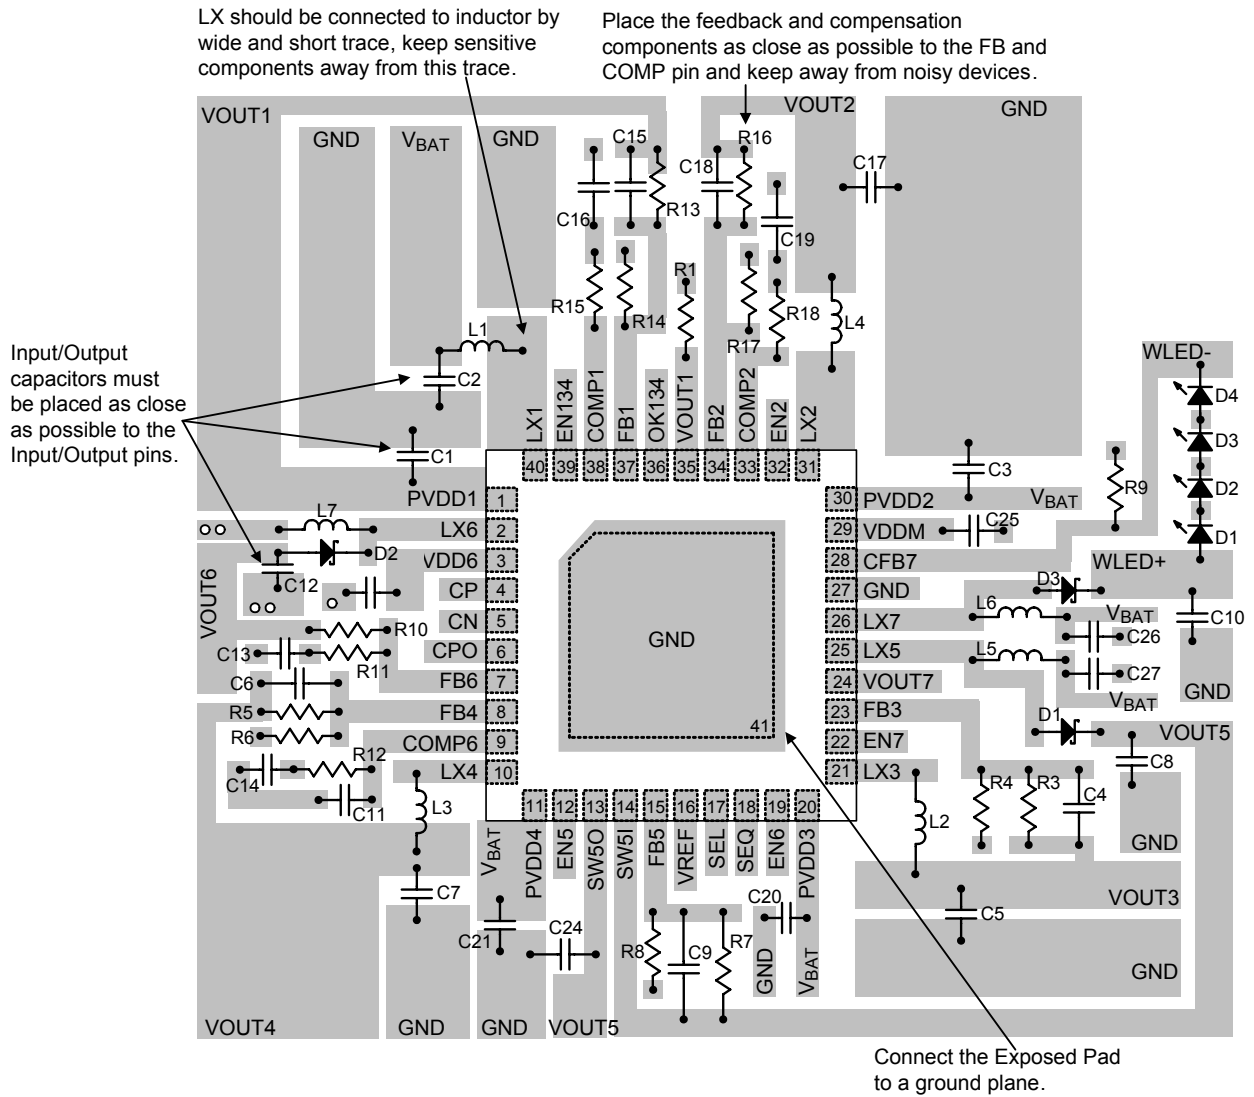 LX should be connected to inductor by
wide and short trace, keep sensitive
components away from this trace.
Place the feedback and compensation
components as close as possible to the FB and
COMP pin and keep away from noisy devices.
VOUT1
GND
VBAT
GND
VOUT2
GND
C15
R16
C18
C17
C16
R13
C19
R15
R14
R1
R17
R18
L4
L1
C2
C1
Input/Output
capacitors must
be placed as close
as possible to the
Input/Output pins.
LX1
EN134
COMP1
FB1
OK134
VOUT1
FB2
COMP2
EN2
LX2
40
39
38
37
36
35
34
33
32
31
WLED-
D4
D3
D2
D1
R9
C3
PVDD1
1
30
PVDD2
VBAT
L7
LX6
2
29
VDDM
C25
D2
VDD6
3
28
CFB7
WLED+
C12
VOUT6
CP
4
27
GND
D3
C10
CN
5
26
LX7
L6
VBAT
C26
R10
C13
R11
CPO
6
25
LX5
L5
C27
VBAT
GND
C6
FB6
7
24
VOUT7
R5
FB4
8
23
FB3
D1
VOUT5
R6
COMP6
9
22
EN7
C8
R12
C14
C11
LX4
10
21
LX3
GND
41
R4
R3
C4
L3
L2
GND
11
12
13
14
15
16
17
18
19
20
VBAT
PVDD4
EN5
SW5O
SW5I
FB5
VREF
SEL
SEQ
EN6
PVDD3
C7
C21
C24
R8
C9
R7
C20
GND
VBAT
C5
VOUT3
GND
VOUT4
GND
GND
VOUT5
Connect the Exposed Pad
to a ground plane.